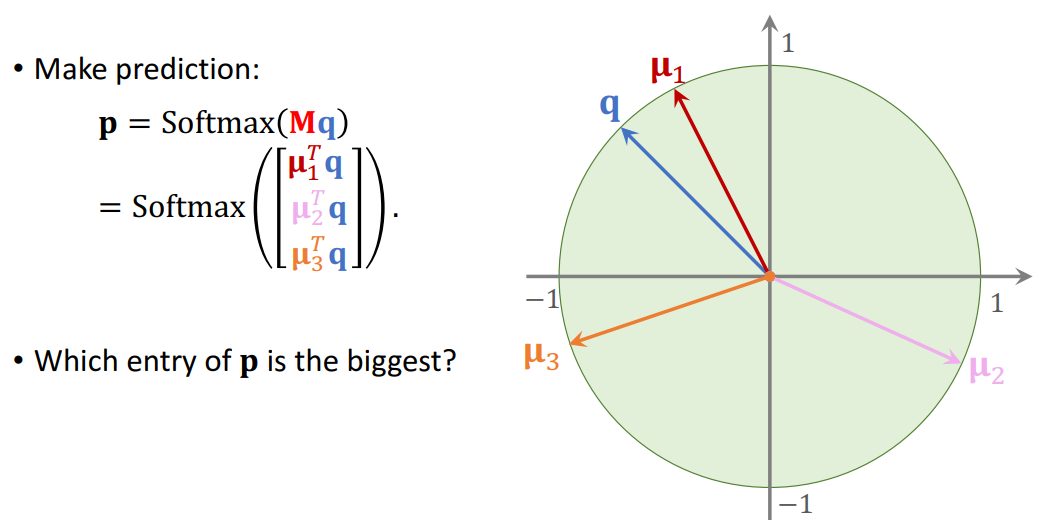 • Make prediction:
p = Softmax(Mq)
= Softmax([μ₁ᵀq
μ₂ᵀq
μ₃ᵀq]).
• Which entry of p is the biggest?
1
μ₁
q
−1
1
μ₃
μ₂
−1